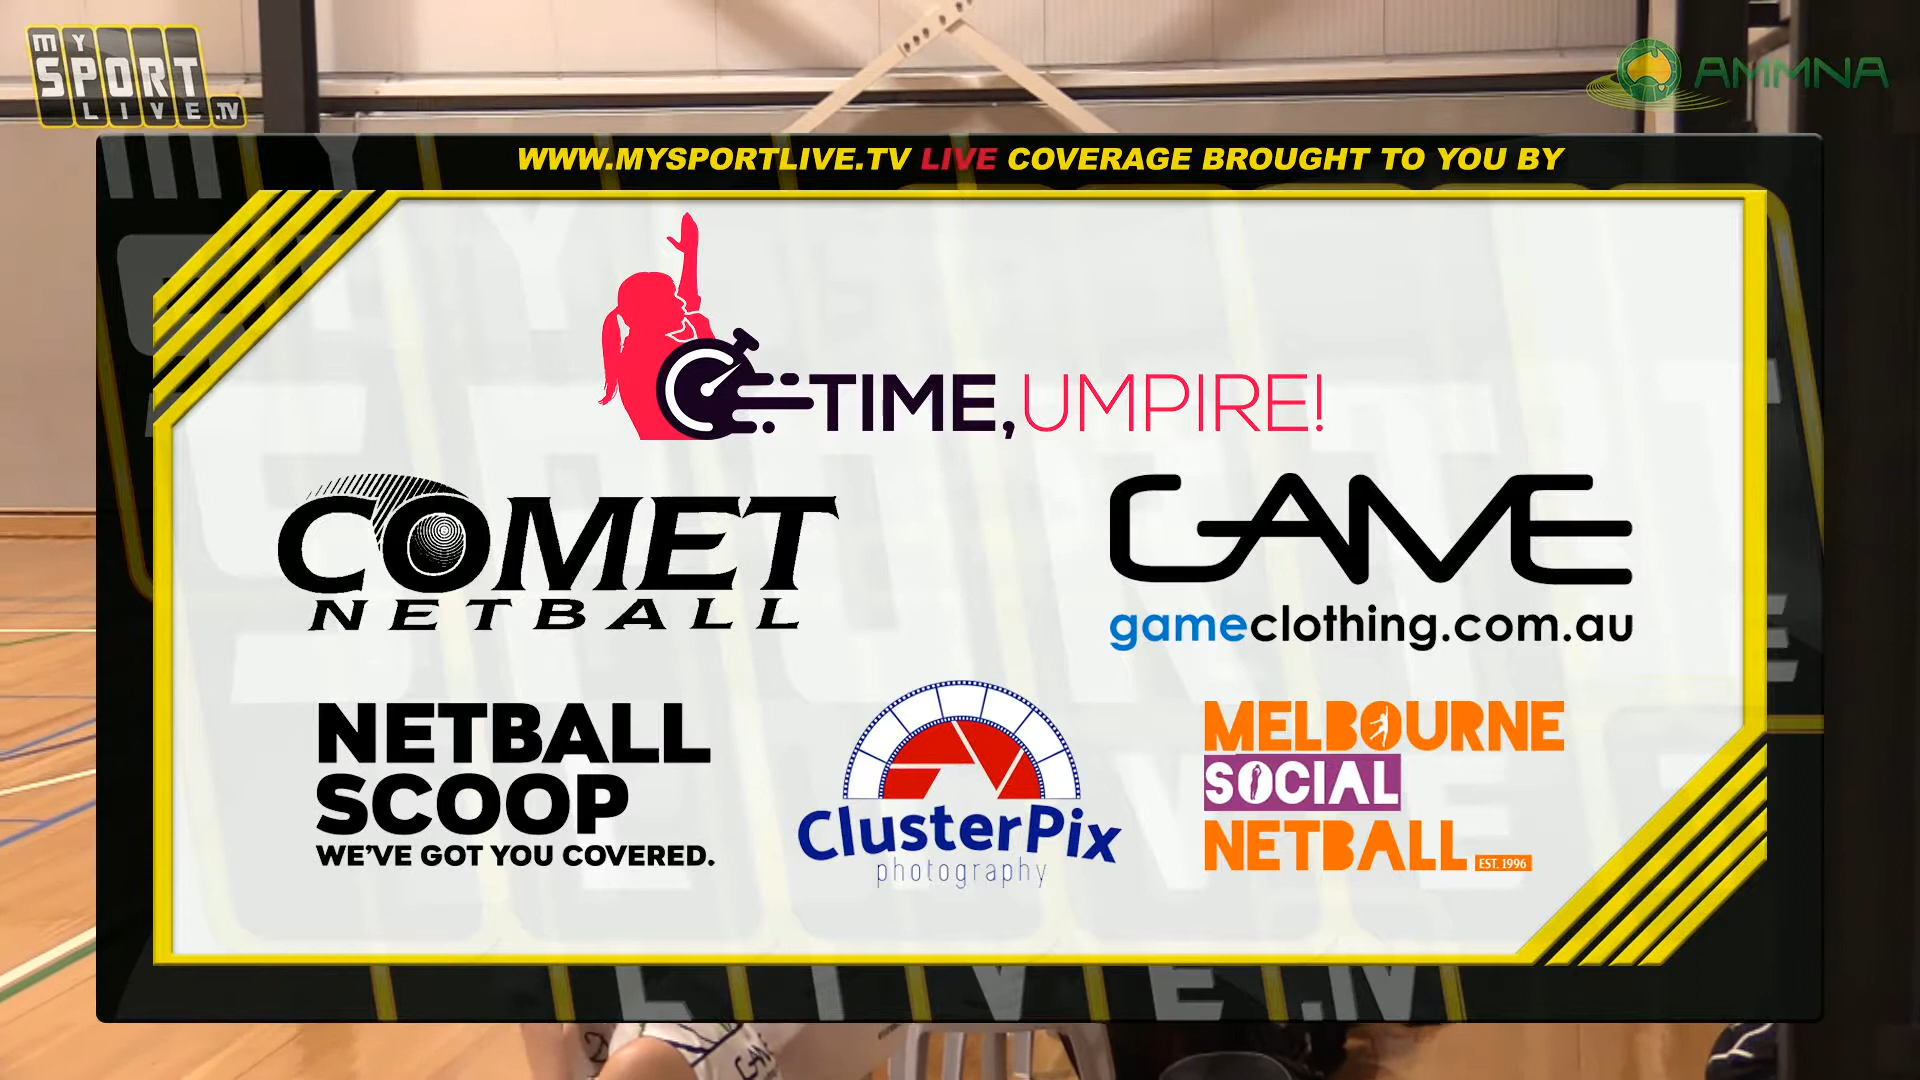 MY
SPORT
LIVE.TV
AMMNA
WWW.MYSPORTLIVE.TV LIVE COVERAGE BROUGHT TO YOU BY
TIME, UMPIRE!
COMET
NETBALL
GAME
gameclothing.com.au
NETBALL
SCOOP
WE'VE GOT YOU COVERED.
ClusterPix
photography
MELBOURNE
SOCIAL
NETBALL EST. 1996
GAME